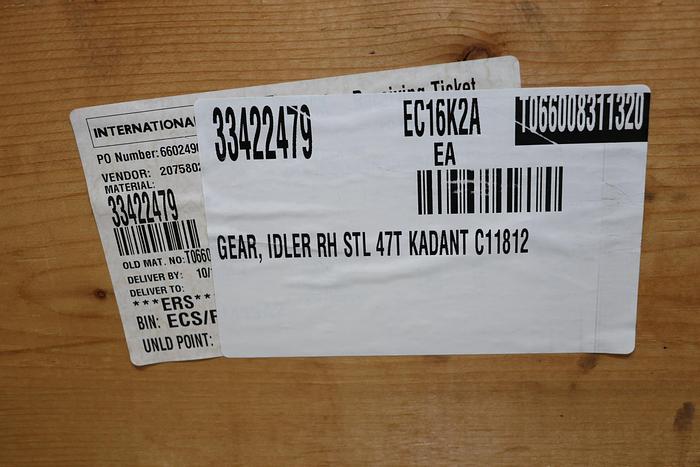 Receiving Ticket
INTERNATIONAL
PO Number: 660249
VENDOR: 2075802
MATERIAL:
33422479
OLD MAT. NO: T0660
DELIVER BY: 10/
DELIVER TO:
***ERS**
BIN: ECS/F
UNLD POINT:
33422479
EC16K2A
T066008311320
EA
GEAR, IDLER RH STL 47T KADANT C11812